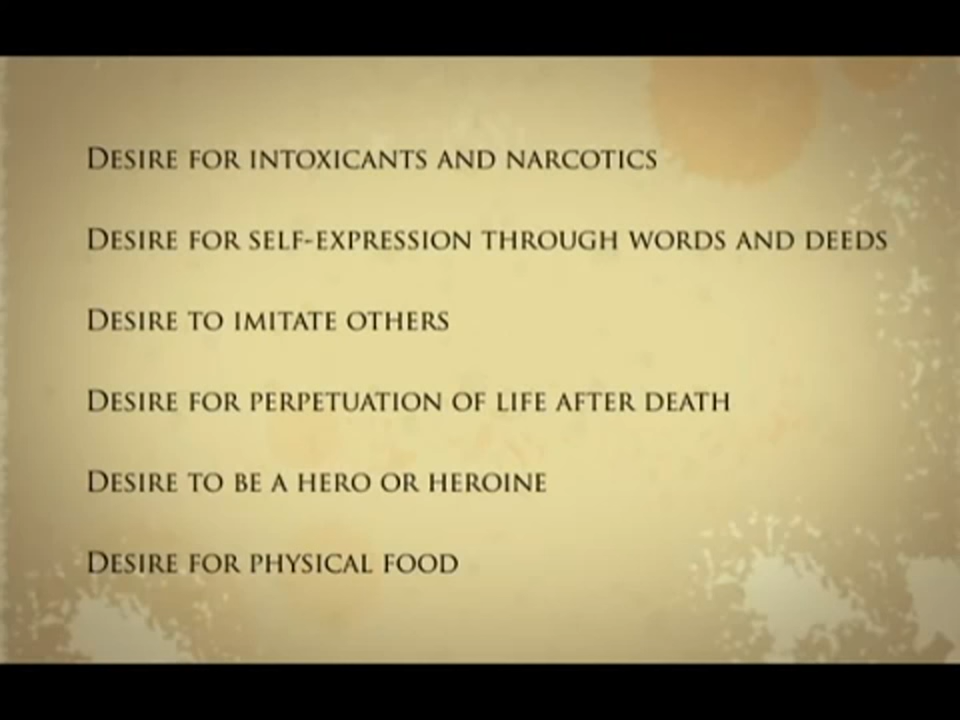 Desire for intoxicants and narcotics
Desire for self-expression through words and deeds
Desire to imitate others
Desire for perpetuation of life after death
Desire to be a hero or heroine
Desire for physical food